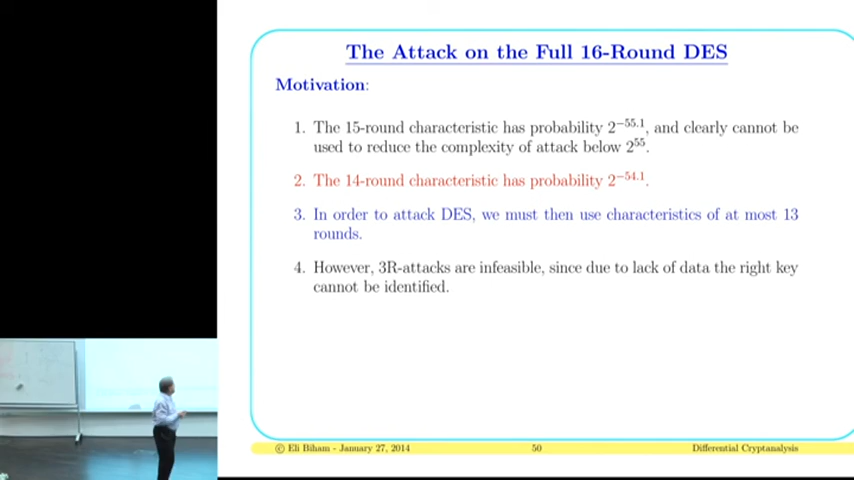 The Attack on the Full 16-Round DES
Motivation:
1. The 15-round characteristic has probability 2^−55.1, and clearly cannot be
used to reduce the complexity of attack below 2^55.
2. The 14-round characteristic has probability 2^−54.1.
3. In order to attack DES, we must then use characteristics of at most 13
rounds.
4. However, 3R-attacks are infeasible, since due to lack of data the right key
cannot be identified.
© Eli Biham - January 27, 2014 50 Differential Cryptanalysis